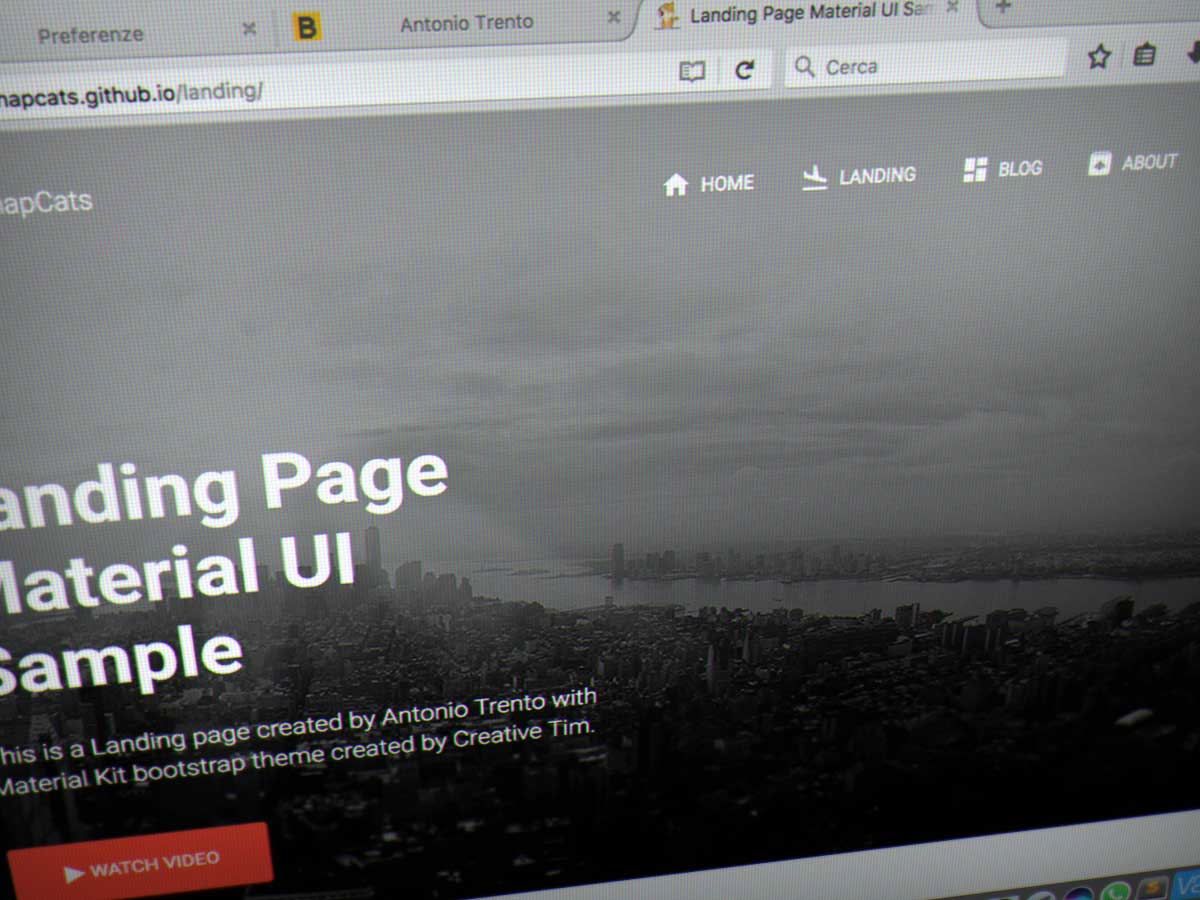 Preferenze
B
Antonio Trento
Landing Page Material UI Sa
napcats.github.io/landing/
Cerca
HOME
LANDING
BLOG
ABOUT
napCats
anding Page
Material UI
Sample
his is a Landing page created by Antonio Trento with
Material Kit bootstrap theme created by Creative Tim.
WATCH VIDEO